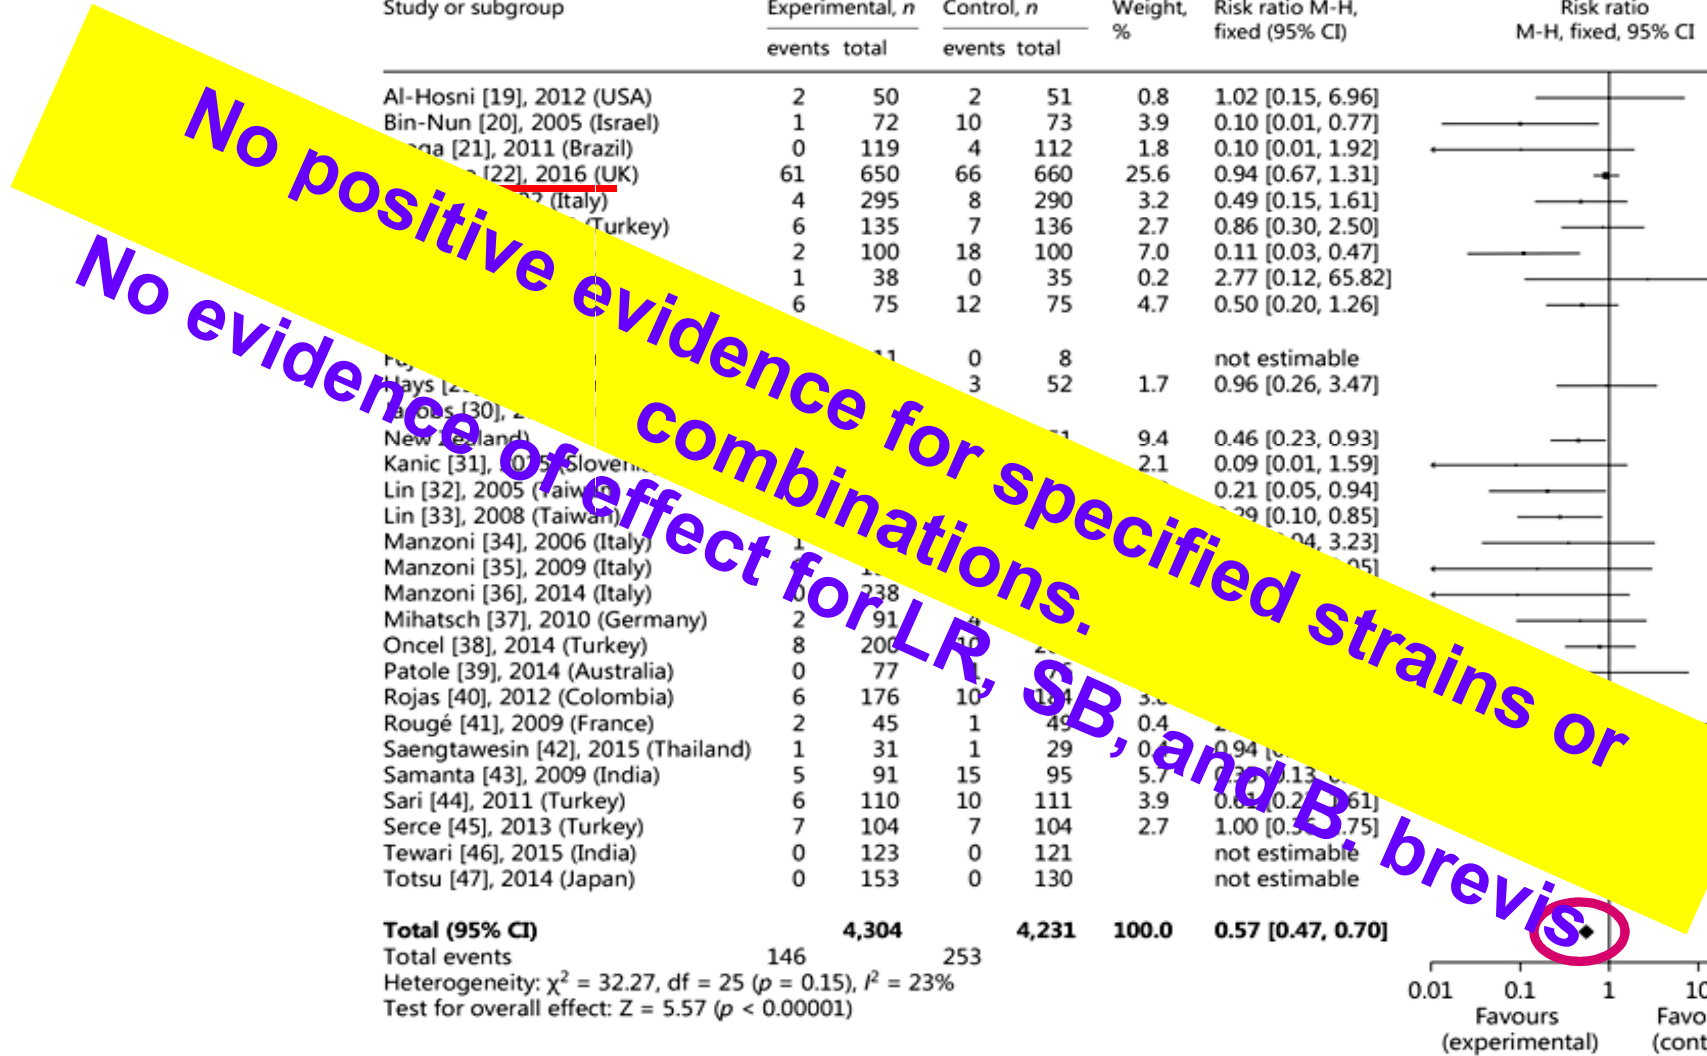 Study or subgroup Experimental, n Control, n Weight, % Risk ratio M-H, fixed (95% CI) Risk ratio M-H, fixed, 95% CI
events total events total
Al-Hosni [19], 2012 (USA) 2 50 2 51 0.8 1.02 [0.15, 6.96]
Bin-Nun [20], 2005 (Israel) 1 72 10 73 3.9 0.10 [0.01, 0.77]
[21], 2011 (Brazil) 0 119 4 112 1.8 0.10 [0.01, 1.92]
[22], 2016 (UK) 61 650 66 660 25.6 0.94 [0.67, 1.31]
(Italy) 4 295 8 290 3.2 0.49 [0.15, 1.61]
(Turkey) 6 135 7 136 2.7 0.86 [0.30, 2.50]
2 100 18 100 7.0 0.11 [0.03, 0.47]
1 38 0 35 0.2 2.77 [0.12, 65.82]
6 75 12 75 4.7 0.50 [0.20, 1.26]
11 0 8 not estimable
Hays 3 52 1.7 0.96 [0.26, 3.47]
Jacobs [30],
New Zealand) 9.4 0.46 [0.23, 0.93]
Kanic [31], 2015 2.1 0.09 [0.01, 1.59]
Lin [32], 2005 (Taiwan) 0.21 [0.05, 0.94]
Lin [33], 2008 (Taiwan) [0.10, 0.85]
Manzoni [34], 2006 (Italy) 1 3.23]
Manzoni [35], 2009 (Italy)
Manzoni [36], 2014 (Italy) 0 238
Mihatsch [37], 2010 (Germany) 2 91 4
Oncel [38], 2014 (Turkey) 8 200 10
Patole [39], 2014 (Australia) 0 77 1
Rojas [40], 2012 (Colombia) 6 176 10 184
Rougé [41], 2009 (France) 2 45 1 49 0.4
Saengtawesin [42], 2015 (Thailand) 1 31 1 29 0.94
Samanta [43], 2009 (India) 5 91 15 95 5.7
Sari [44], 2011 (Turkey) 6 110 10 111 3.9
Serce [45], 2013 (Turkey) 7 104 7 104 2.7 1.00
Tewari [46], 2015 (India) 0 123 0 121 not estimable
Totsu [47], 2014 (Japan) 0 153 0 130 not estimable
Total (95% CI) 4,304 4,231 100.0 0.57 [0.47, 0.70]
Total events 146 253
Heterogeneity: χ² = 32.27, df = 25 (p = 0.15), I² = 23%
Test for overall effect: Z = 5.57 (p < 0.00001)
0.01 0.1 1 10
Favours (experimental)
No positive evidence for specified strains or
combinations.
No evidence of effect for LR, SB, and B. brevis